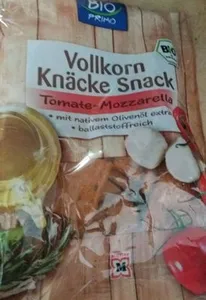 BIO
PRIMO
Vollkorn
BIO
Knäcke Snack
Tomate-Mozzarella
• mit nativem Olivenöl extra
• ballaststoffreich